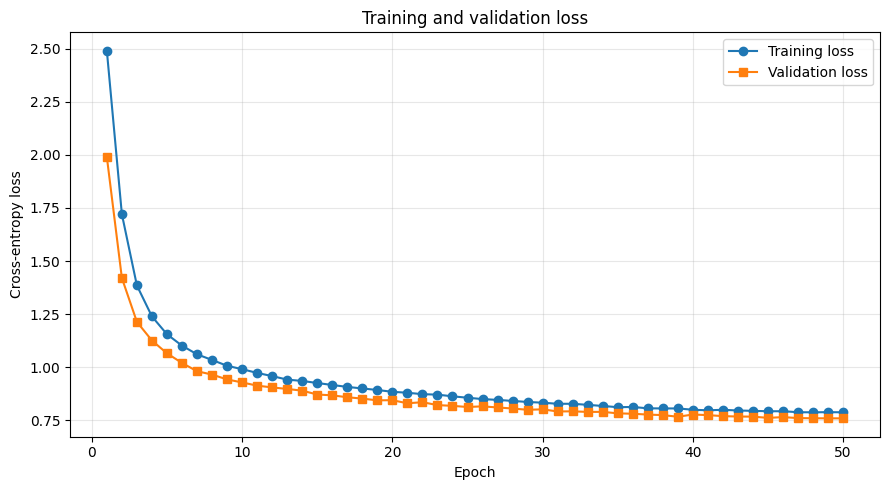 Training and validation loss
Training loss
Validation loss
Cross-entropy loss
2.50
2.25
2.00
1.75
1.50
1.25
1.00
0.75
0
10
20
30
40
50
Epoch